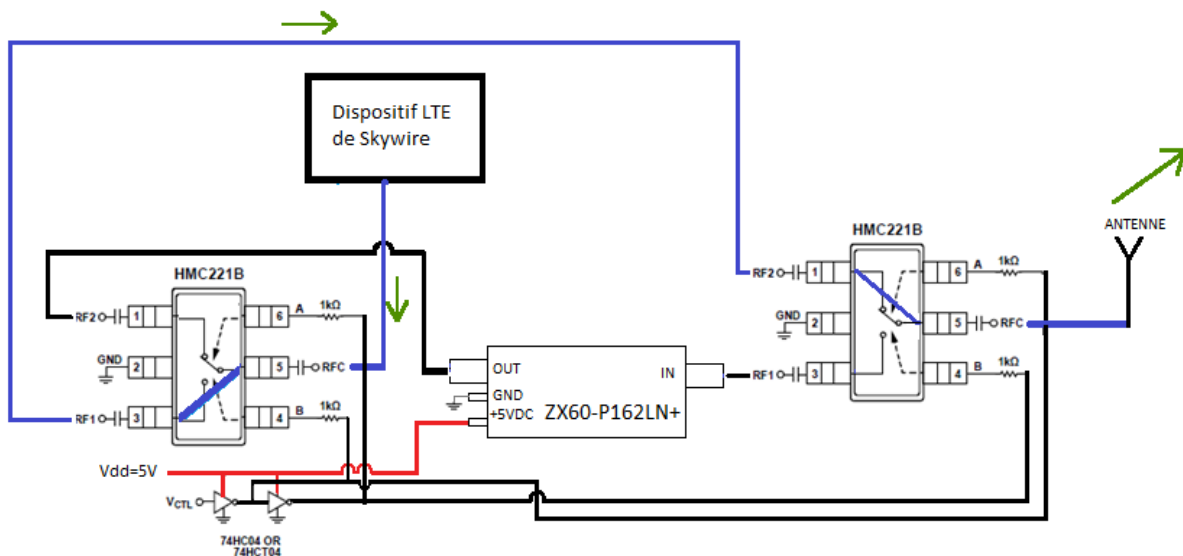 Dispositif LTE
de Skywire
ANTENNE
HMC221B
RF2
1
GND
2
RF1
3
6
A
1kΩ
5
RFC
4
B
1kΩ
HMC221B
RF2
1
GND
2
RF1
3
6
A
1kΩ
5
RFC
4
B
1kΩ
OUT
IN
GND
+5VDC
ZX60-P162LN+
Vdd=5V
VCTL
74HC04 OR
74HCT04